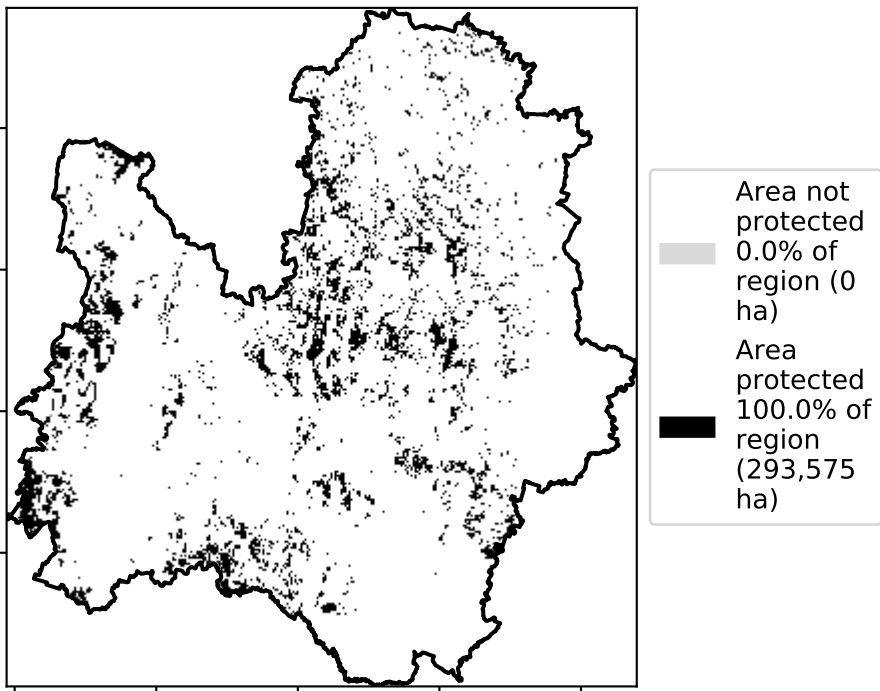 Area not
protected
0.0% of
region (0
ha)
Area
protected
100.0% of
region
(293,575
ha)